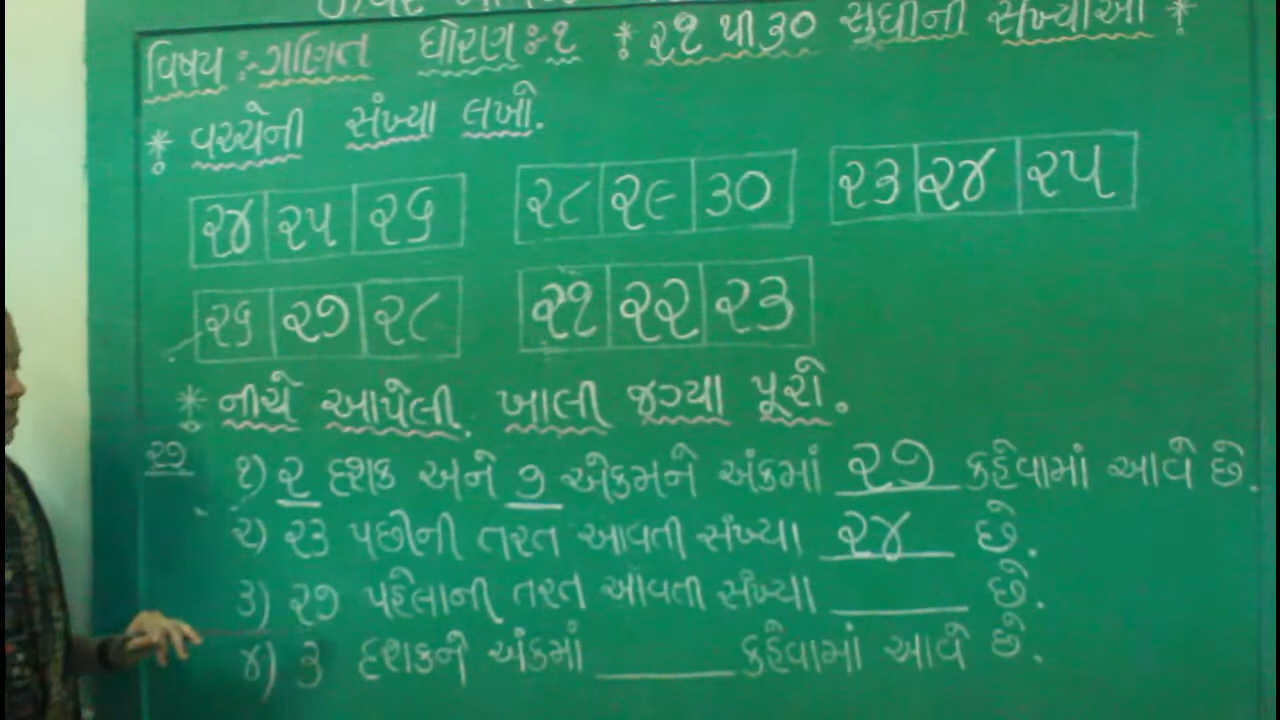 વિષય :- ગણિત ધોરણ :- ૧ * ૨૧ થી ૩૦ સુધીની સંખ્યાઓ *
* વચ્ચેની સંખ્યા લખો.
૨૪ ૨૫ ૨૬ ૨૮ ૨૯ ૩૦ ૨૩ ૨૪ ૨૫
૨૬ ૨૭ ૨૮ ૨૧ ૨૨ ૨૩
* નીચે આપેલી ખાલી જગ્યા પૂરો.
૨૭
૧) ૨ દશક અને ૭ એકમને અંકમાં ૨૭ કહેવામાં આવે છે.
૨) ૨૩ પછીની તરત આવતી સંખ્યા ૨૪ છે.
૩) ૨૭ પહેલાની તરત આવતી સંખ્યા ______ છે.
૪) ૩ દશકને અંકમાં ______ કહેવામાં આવે છે.